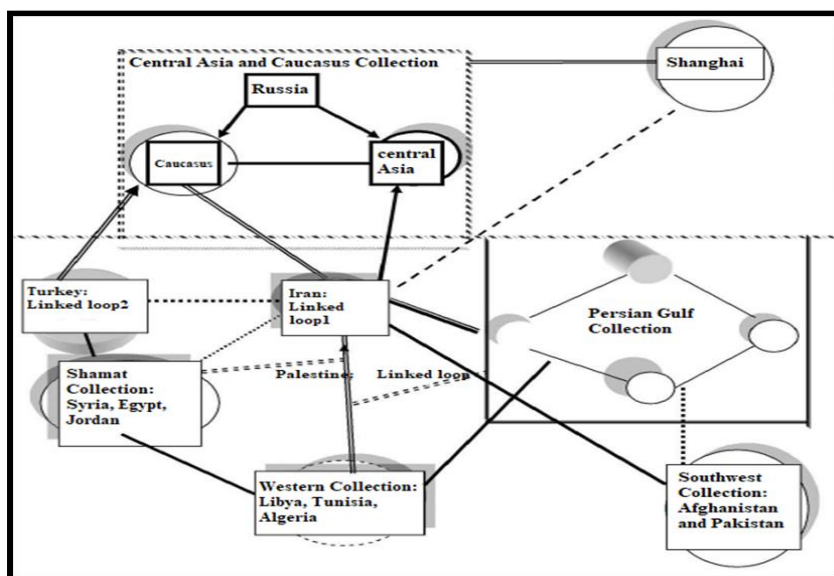 Central Asia and Caucasus Collection
Shanghai
Russia
Caucasus
central
Asia
Turkey:
Linked loop2
Iran:
Linked
loop1
Persian Gulf
Collection
Shamat
Collection:
Syria, Egypt,
Jordan
Palestine:
Linked loop
Western Collection:
Libya, Tunisia,
Algeria
Southwest
Collection:
Afghanistan
and Pakistan